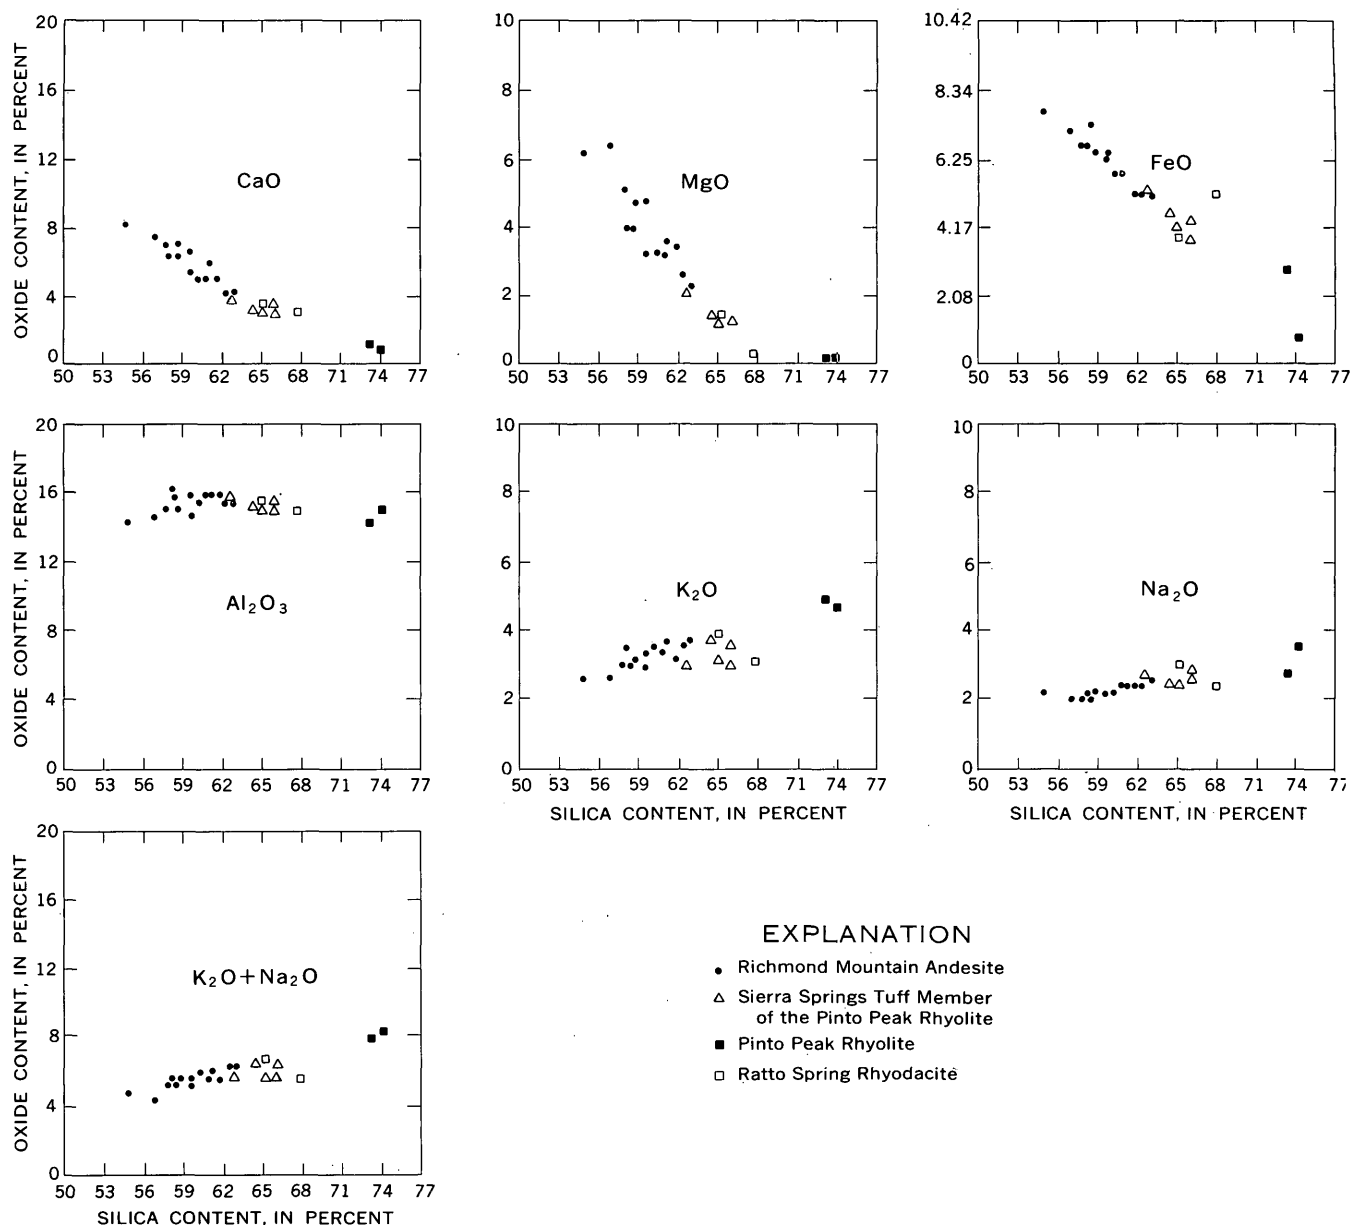 OXIDE CONTENT, IN PERCENT
20
16
12
8
4
0
CaO
50 53 56 59 62 65 68 71 74 77
10
8
6
4
2
0
MgO
50 53 56 59 62 65 68 71 74 77
10.42
8.34
6.25
4.17
2.08
0
FeO
50 53 56 59 62 65 68 71 74 77
OXIDE CONTENT, IN PERCENT
20
16
12
8
4
0
Al₂O₃
50 53 56 59 62 65 68 71 74 77
10
8
6
4
2
0
K₂O
50 53 56 59 62 65 68 71 74 77
SILICA CONTENT, IN PERCENT
10
8
6
4
2
0
Na₂O
50 53 56 59 62 65 68 71 74 77
SILICA CONTENT, IN PERCENT
OXIDE CONTENT, IN PERCENT
20
16
12
8
4
0
K₂O+Na₂O
50 53 56 59 62 65 68 71 74 77
SILICA CONTENT, IN PERCENT
EXPLANATION
Richmond Mountain Andesite
Sierra Springs Tuff Member
of the Pinto Peak Rhyolite
Pinto Peak Rhyolite
Ratto Spring Rhyodacite